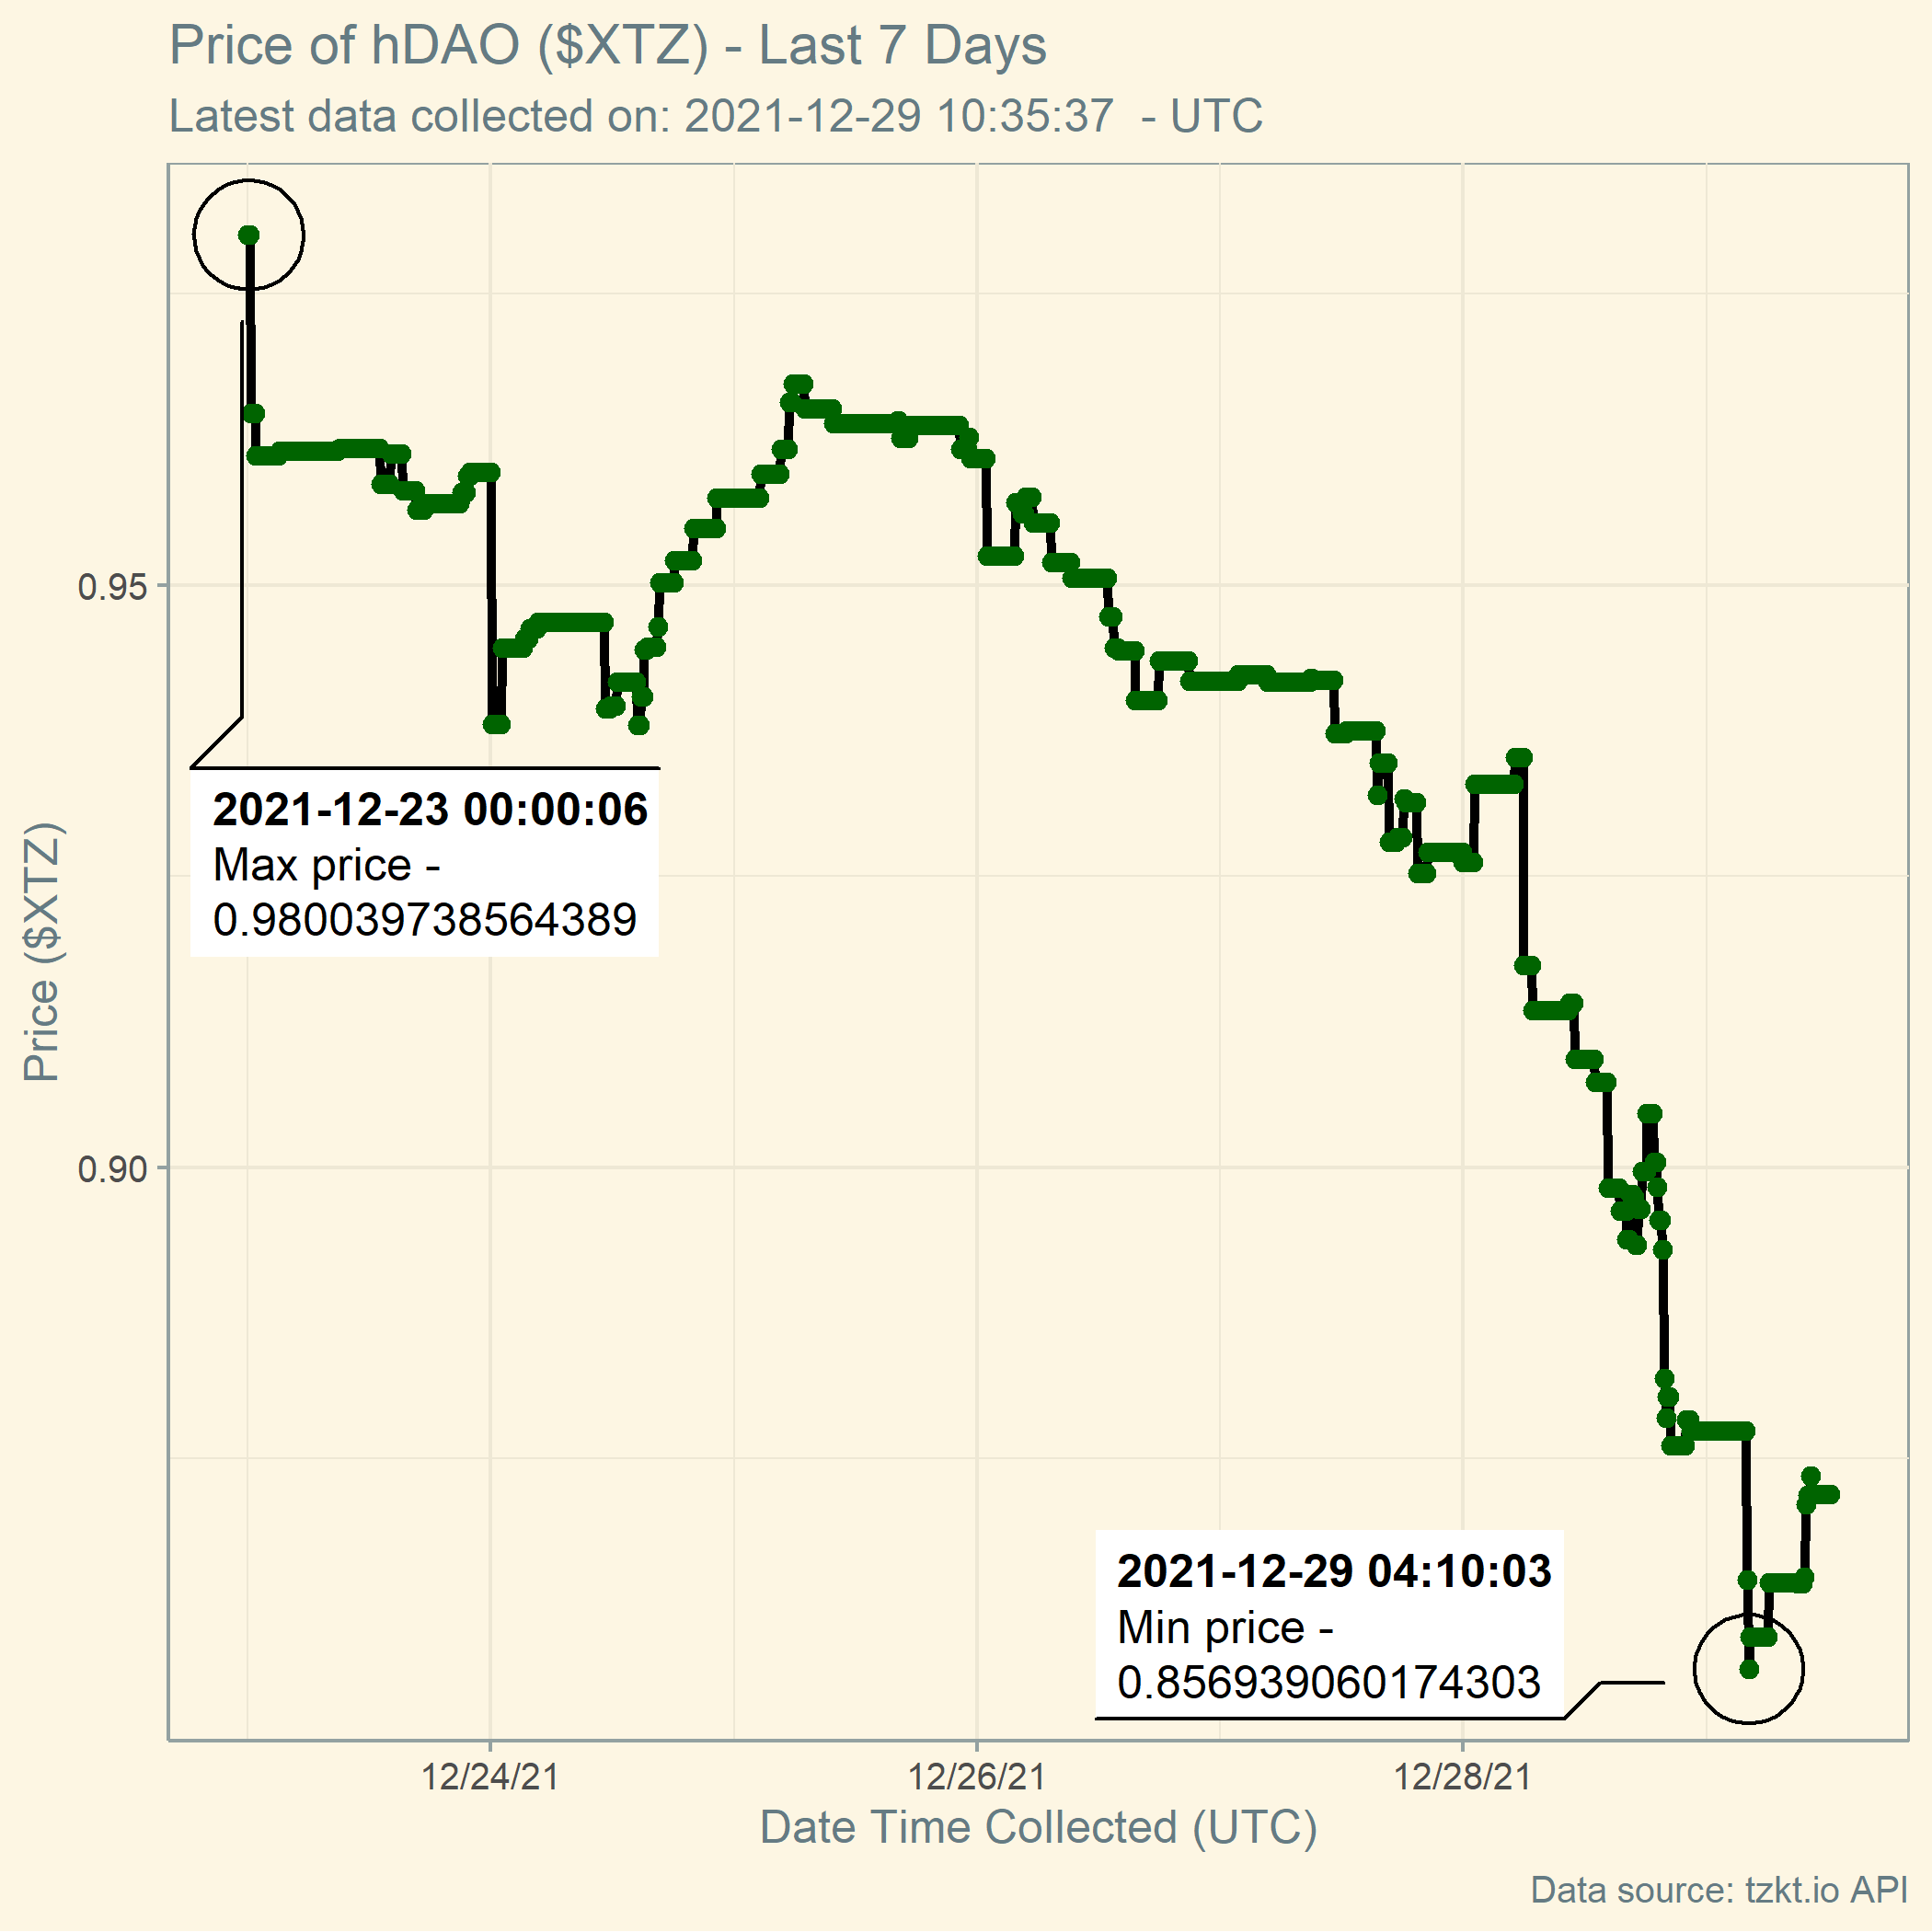 Price of hDAO ($XTZ) - Last 7 Days
Latest data collected on: 2021-12-29 10:35:37  - UTC
0.95
0.90
Price ($XTZ)
2021-12-23 00:00:06
Max price -
0.980039738564389
2021-12-29 04:10:03
Min price -
0.856939060174303
12/24/21
12/26/21
12/28/21
Date Time Collected (UTC)
Data source: tzkt.io API